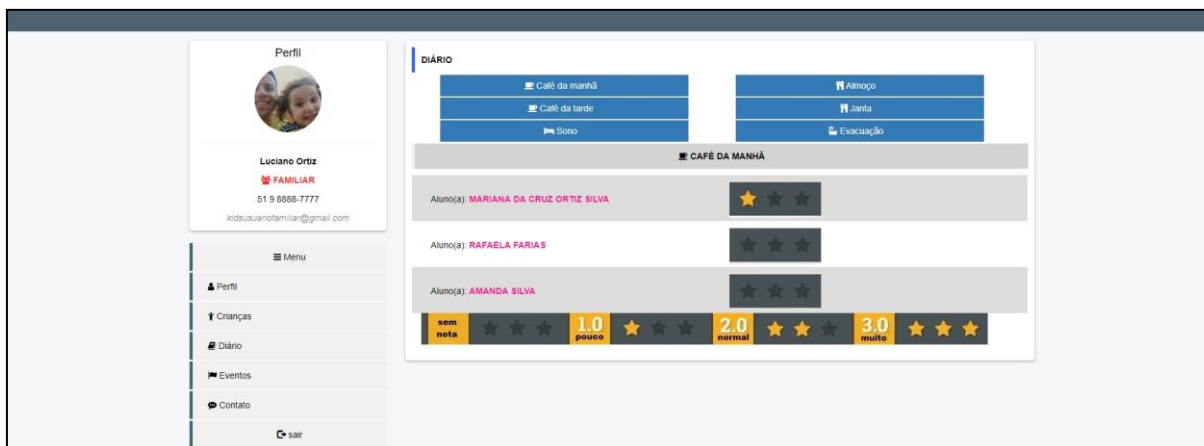 Perfil
Luciano Ortiz
FAMILIAR
51 9 8888-7777
kidsusuariofamiliar@gmail.com
Menu
Perfil
Crianças
Diário
Eventos
Contato
sair
DIÁRIO
Café da manhã
Almoço
Café da tarde
Janta
Sono
Evacuação
CAFÉ DA MANHÃ
Aluno(a): MARIANA DA CRUZ ORTIZ SILVA
Aluno(a): RAFAELA FARIAS
Aluno(a): AMANDA SILVA
sem nota
1.0 pouco
2.0 normal
3.0 muito